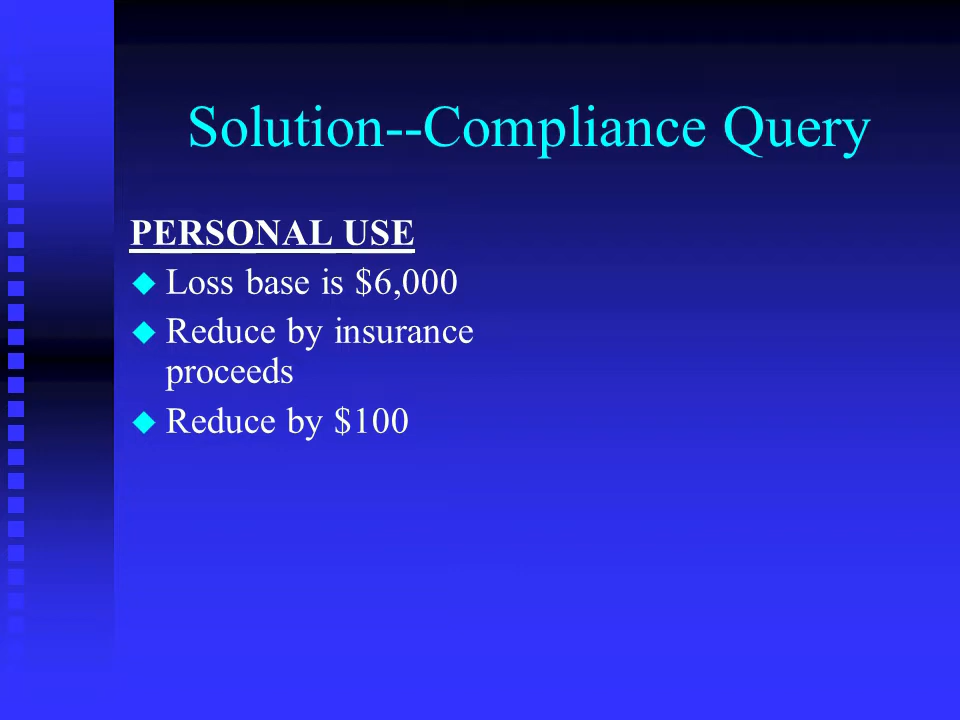 Solution--Compliance Query
PERSONAL USE
Loss base is $6,000
Reduce by insurance
proceeds
Reduce by $100